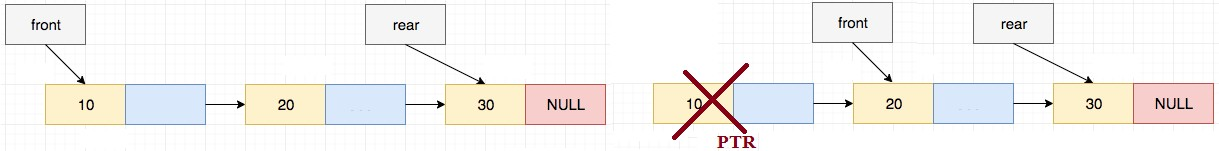 front rear front rear
10 20 30 NULL 10 20 30 NULL
PTR